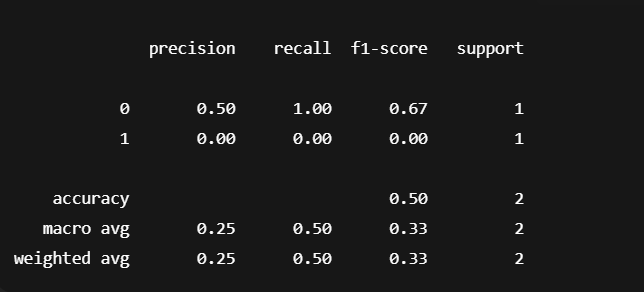 precision recall f1-score support
0 0.50 1.00 0.67 1
1 0.00 0.00 0.00 1
accuracy 0.50 2
macro avg 0.25 0.50 0.33 2
weighted avg 0.25 0.50 0.33 2